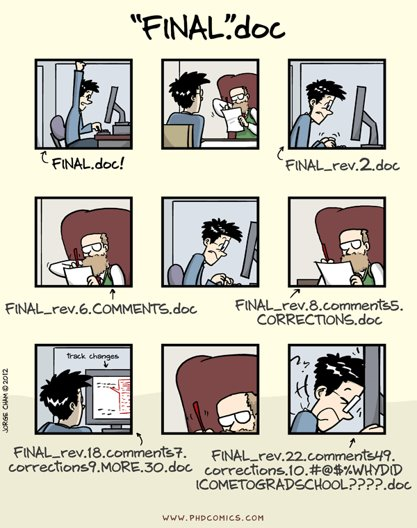 "FINAL".doc
FINAL.doc!
FINAL_rev.2.doc
FINAL_rev.6.COMMENTS.doc
FINAL_rev.8.comments5.
CORRECTIONS.doc
track changes
FINAL_rev.18.comments7.
corrections9.MORE.30.doc
FINAL_rev.22.comments49.
corrections.10.#@$%WHYDID
ICOMETOGRADSCHOOL????.doc
JORGE CHAM © 2012
WWW.PHDCOMICS.COM